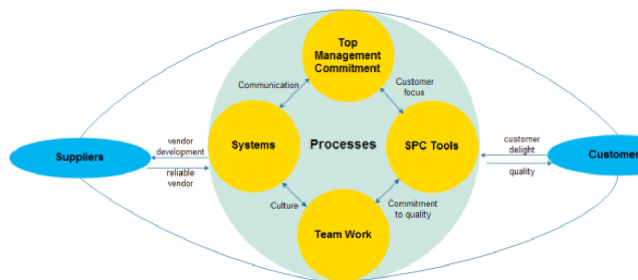 Top
Management
Commitment
Communication
Customer
focus
Systems
Processes
SPC Tools
Suppliers
vendor
development
reliable
vendor
customer
delight
quality
Customer
Culture
Commitment
to quality
Team Work